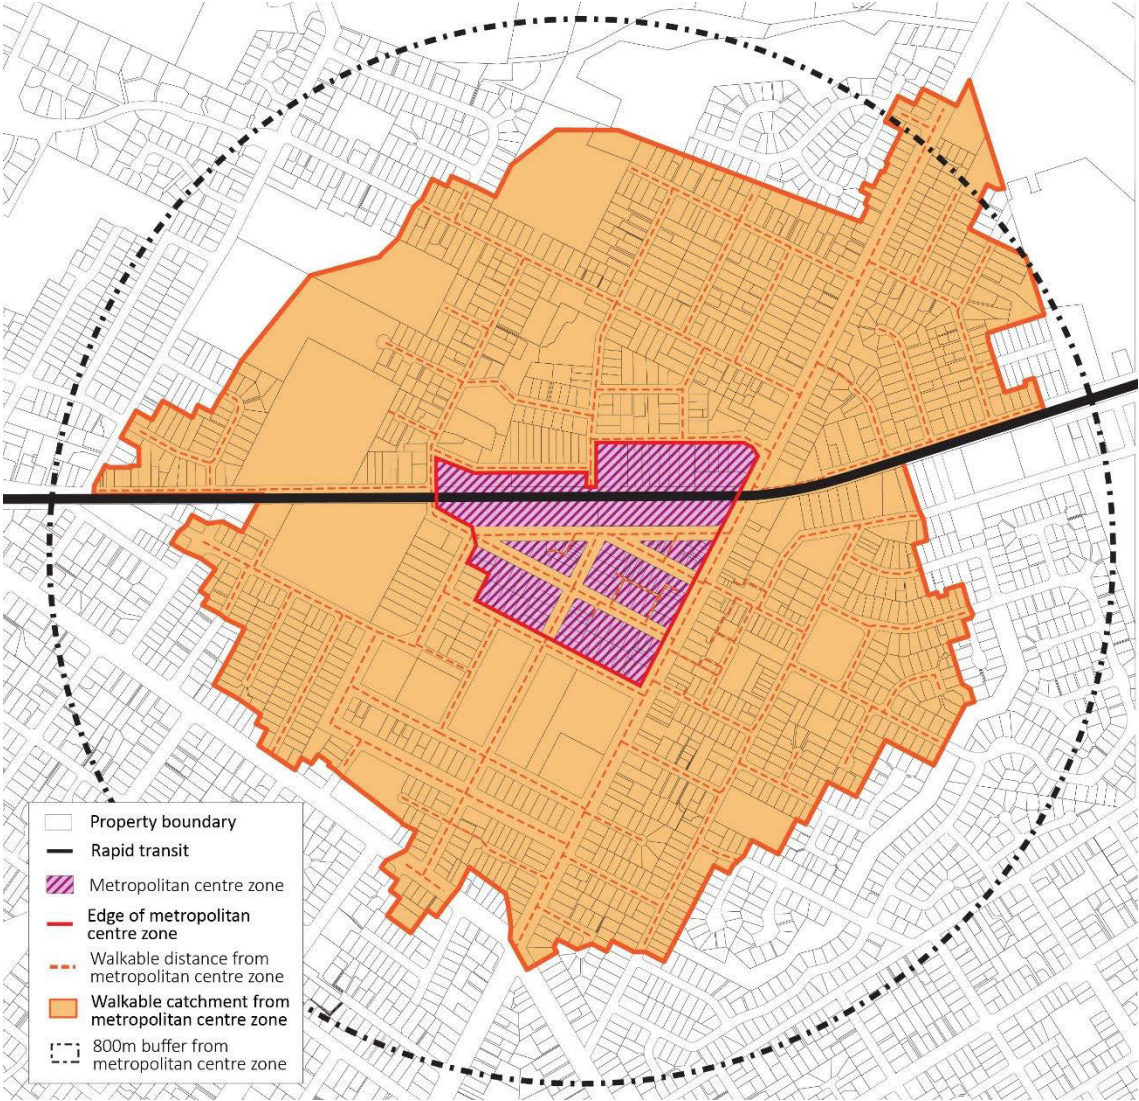 Property boundary
Rapid transit
Metropolitan centre zone
Edge of metropolitan
centre zone
Walkable distance from
metropolitan centre zone
Walkable catchment from
metropolitan centre zone
800m buffer from
metropolitan centre zone